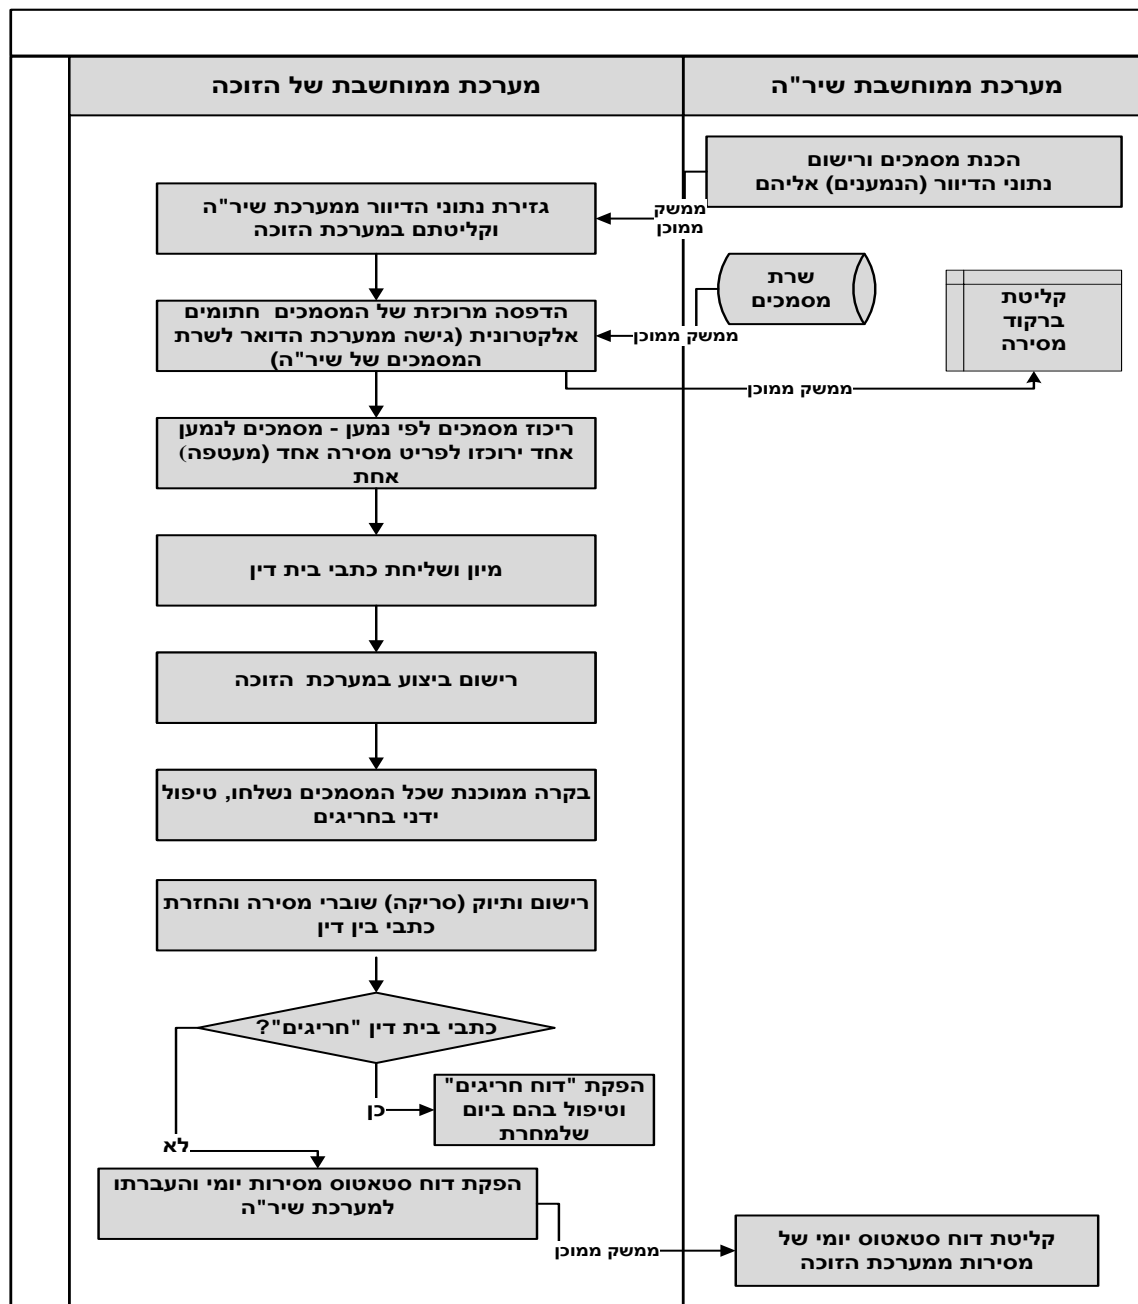 מערכת ממוחשבת שיר"ה
מערכת ממוחשבת של הזוכה
הכנת מסמכים ורישום
נתוני הדיוור (הנמענים) אליהם
ממשק
ממוכן
גזירת נתוני הדיוור ממערכת שיר"ה
וקליטתם במערכת הזוכה
שרת
מסמכים
ממשק ממוכן
קליטת
ברקוד
מסירה
הדפסה מרוכזת של המסמכים חתומים
אלקטרונית (גישה ממערכת הדואר לשרת
המסמכים של שיר"ה)
ממשק ממוכן
ריכוז מסמכים לפי נמען - מסמכים לנמען
אחד ירוכזו לפריט מסירה אחד (מעטפה)
אחת
מיון ושליחת כתבי בית דין
רישום ביצוע במערכת הזוכה
בקרה ממוכנת שכל המסמכים נשלחו, טיפול
ידני בחריגים
רישום ותיוק (סריקה) שוברי מסירה והחזרת
כתבי בין דין
כתבי בית דין "חריגים"?
כן
הפקת "דוח חריגים"
וטיפול בהם ביום
שלמחרת
לא
הפקת דוח סטאטוס מסירות יומי והעברתו
למערכת שיר"ה
ממשק ממוכן
קליטת דוח סטאטוס יומי של
מסירות ממערכת הזוכה